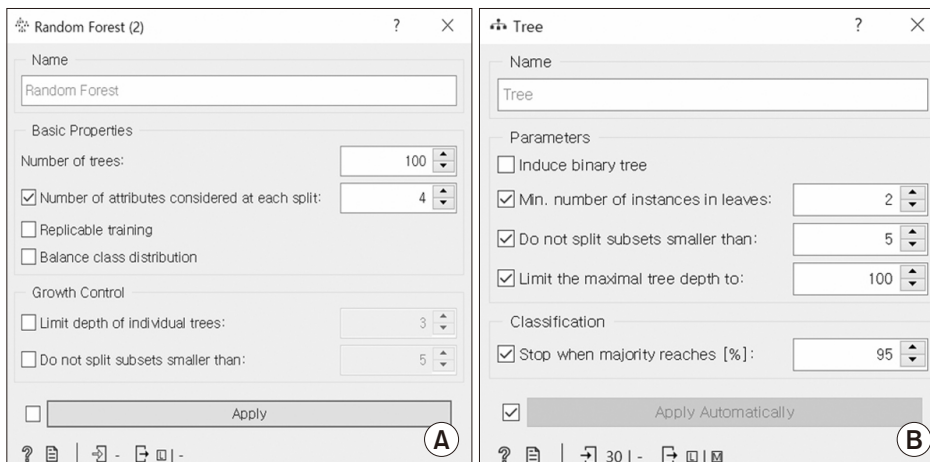 Random Forest (2)
Name
Random Forest
Basic Properties
Number of trees: 100
Number of attributes considered at each split: 4
Replicable training
Balance class distribution
Growth Control
Limit depth of individual trees: 3
Do not split subsets smaller than: 5
Apply
? - | -
A
Tree
Name
Tree
Parameters
Induce binary tree
Min. number of instances in leaves: 2
Do not split subsets smaller than: 5
Limit the maximal tree depth to: 100
Classification
Stop when majority reaches [%]: 95
Apply Automatically
? 30 | - | M
B